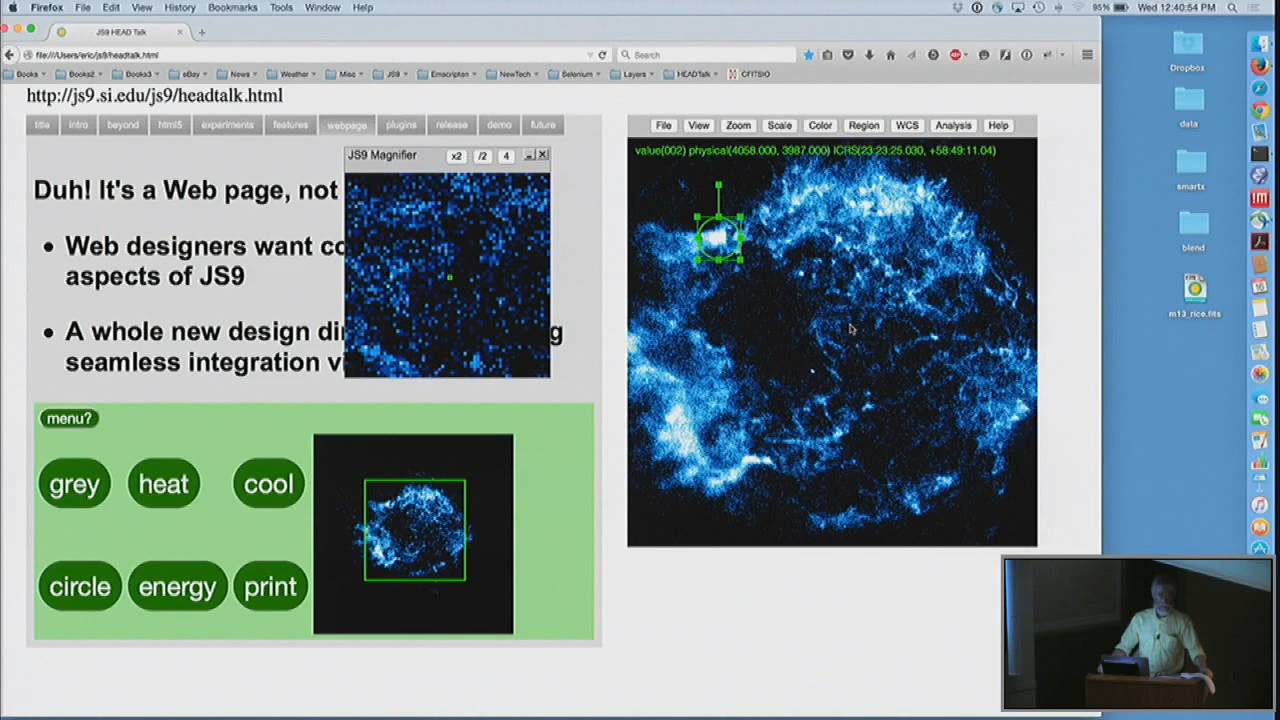 Firefox File Edit View History Bookmarks Tools Window Help
95% Wed 12:40:54
JS9 HEAD Talk
file:///Users/eric/js9/headtalk.html
Search
Books Books2 Books3 eBay News Weather Misc JS9 Emscripten NewTech Selenium Layers HEADTalk CFITSIO
http://js9.si.edu/js9/headtalk.html
title intro beyond html5 experiments features webpage plugins release demo future
File View Zoom Scale Color Region WCS Analysis Help
value(002) physical(4058.000, 3987.000) ICRS(23:23:25.030, +58:49:11.04)
JS9 Magnifier x2 /2 4
Duh! It's a Web page, not
Web designers want co
aspects of JS9
A whole new design di
g
seamless integration v
menu?
grey heat cool
circle energy print
Dropbox
data
smartx
blend
m13_rice.fits